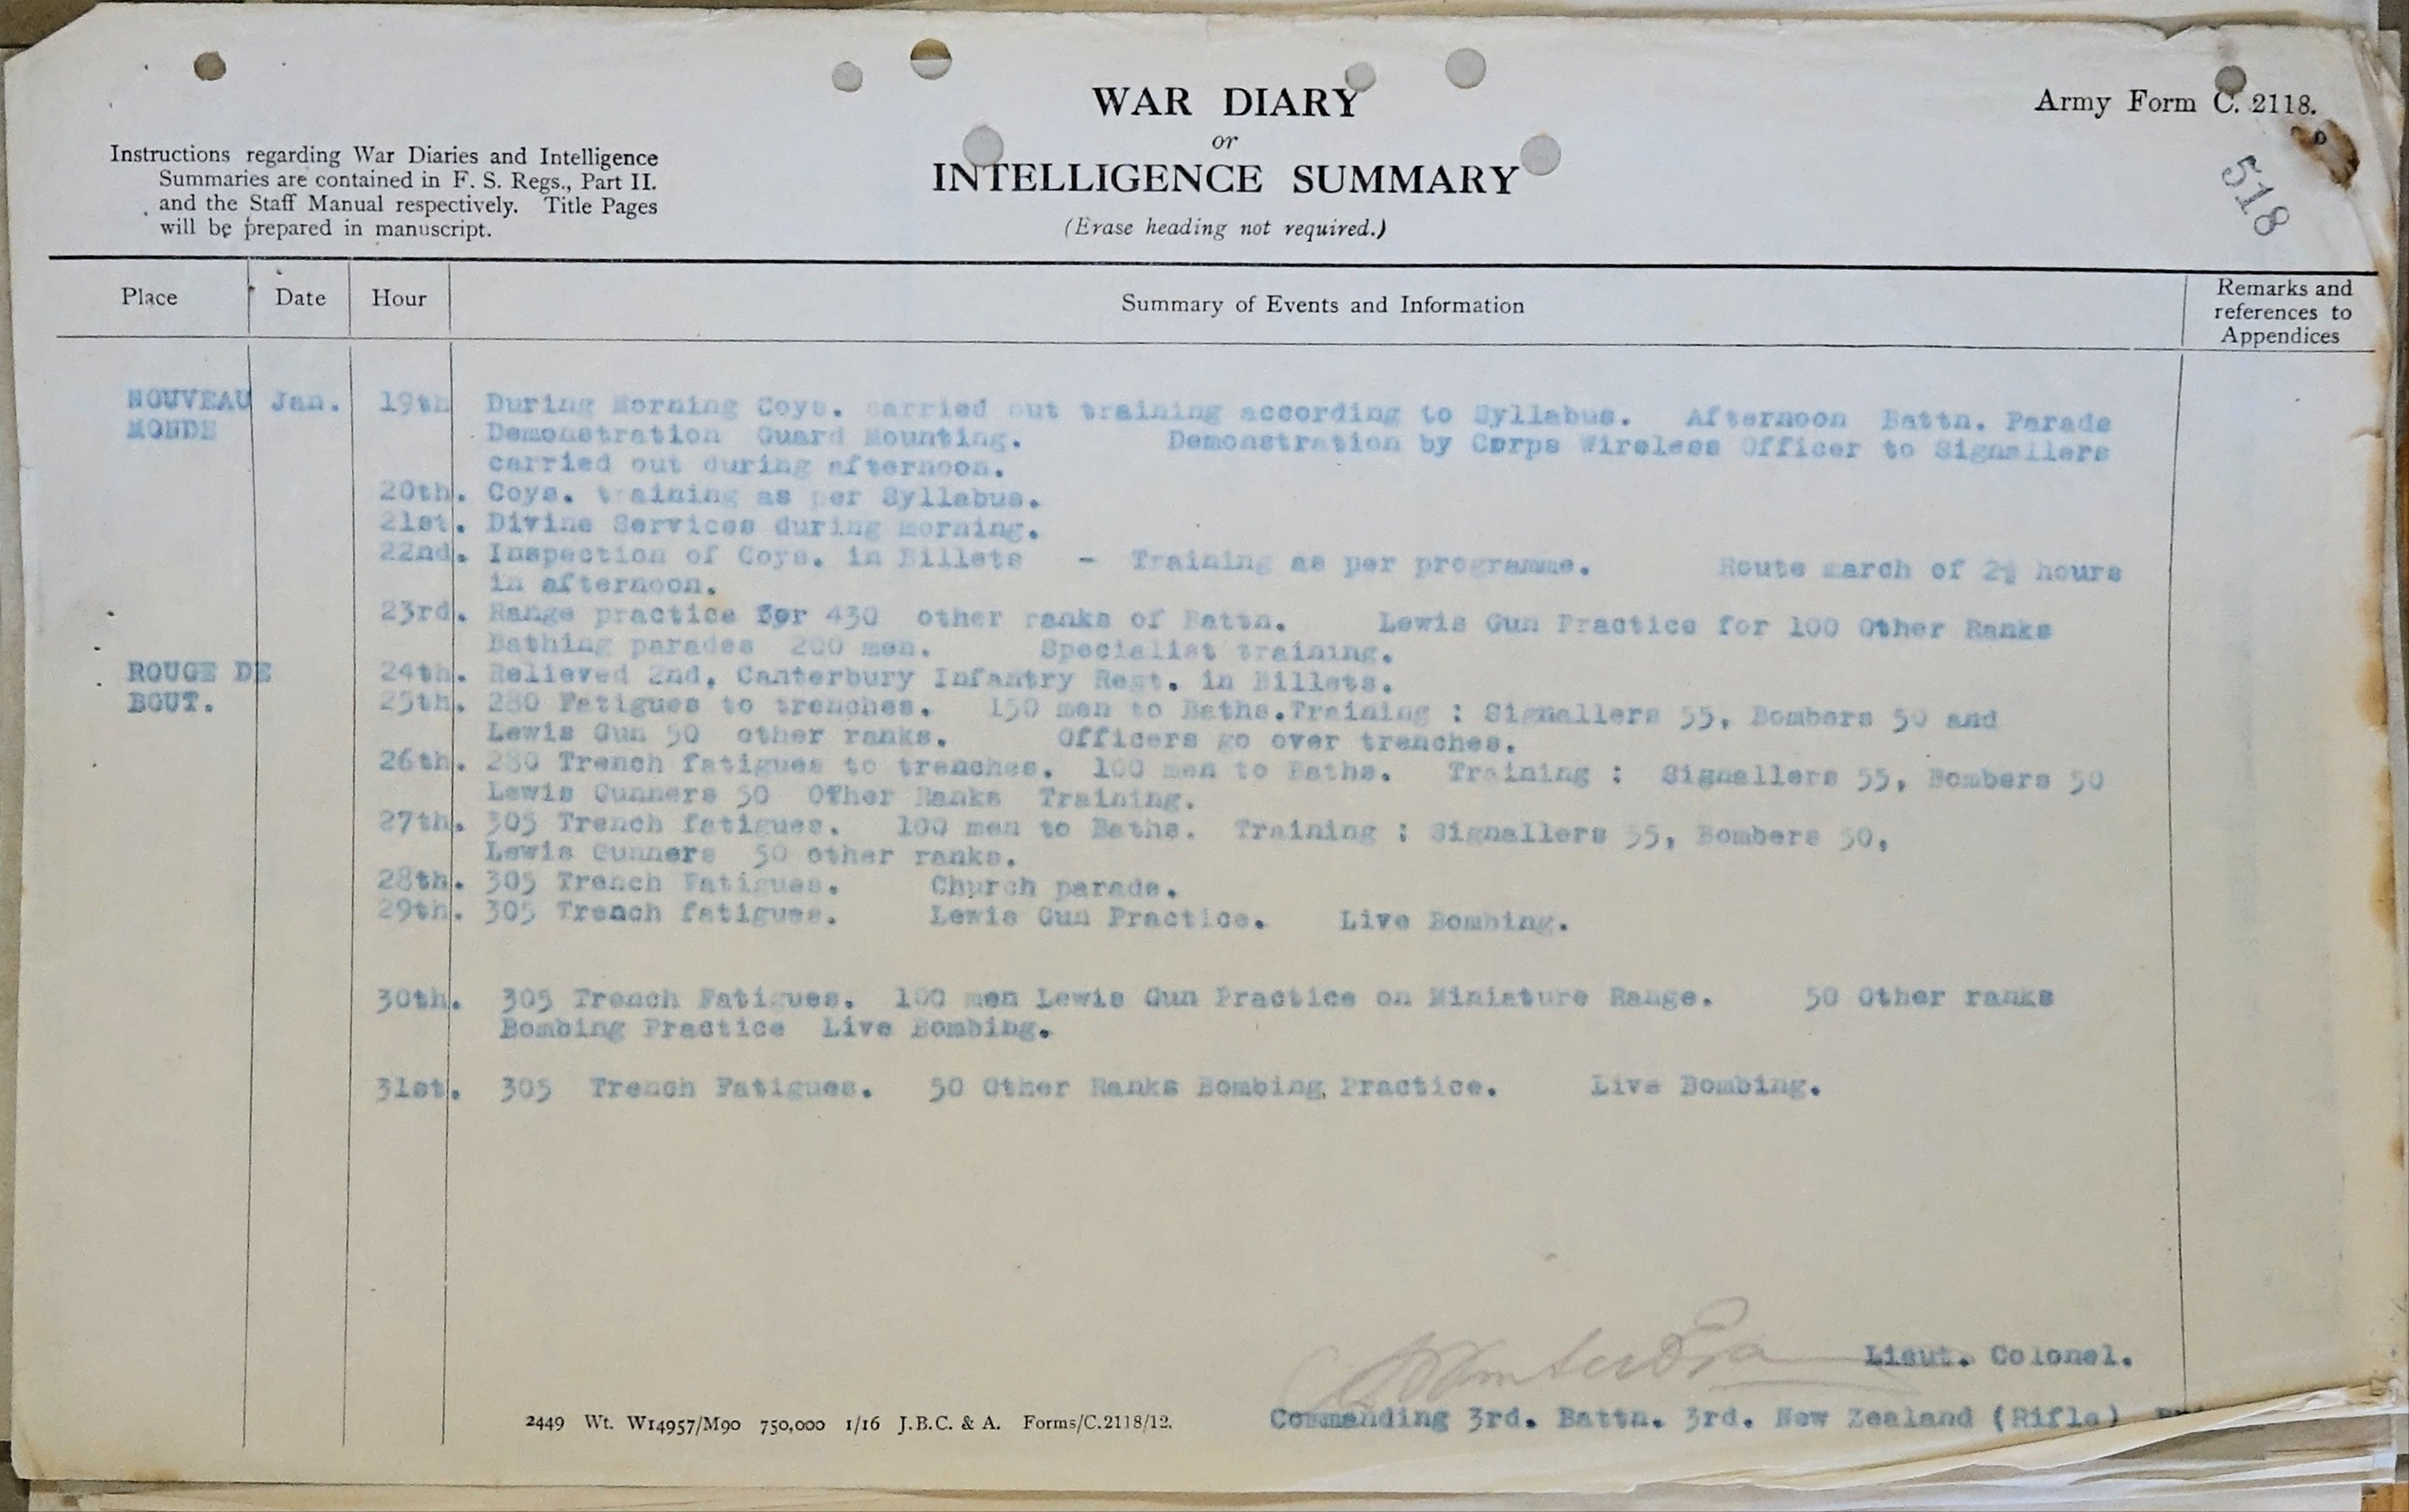 WAR DIARY
or
INTELLIGENCE SUMMARY
(Erase heading not required.)
Army Form C. 2118.
518
Instructions regarding War Diaries and Intelligence
Summaries are contained in F. S. Regs., Part II.
and the Staff Manual respectively. Title Pages
will be prepared in manuscript.
Place Date Hour Summary of Events and Information Remarks and references to Appendices
NOUVEAU Jan. 19th During Morning Coys. carried out training according to Syllabus. Afternoon Battn. Parade
MONDE Demonstration Guard Mounting. Demonstration by Corps Wireless Officer to Signallers
carried out during afternoon.
20th. Coys. training as per Syllabus.
21st. Divine Services during morning.
22nd. Inspection of Coys. in Billets - Training as per programme. Route march of 2½ hours
in afternoon.
23rd. Range practice for 430 other ranks of Battn. Lewis Gun Practice for 100 Other Ranks
Bathing parades 200 men. Specialist training.
ROUGE DE 24th. Relieved 2nd. Canterbury Infantry Regt. in Billets.
BOUT. 25th. 280 Fatigues to trenches. 150 men to Baths.Training : Signallers 55, Bombers 50 and
Lewis Gun 50 other ranks. Officers go over trenches.
26th. 280 Trench fatigues to trenches. 100 men to Baths. Training : Signallers 55, Bombers 50
Lewis Gunners 50 Other Ranks Training.
27th. 305 Trench fatigues. 100 men to Baths. Training : Signallers 55, Bombers 50,
Lewis Gunners 50 other ranks.
28th. 305 Trench Fatigues. Church parade.
29th. 305 Trench fatigues. Lewis Gun Practice. Live Bombing.
30th. 305 Trench Fatigues. 100 men Lewis Gun Practice on Miniature Range. 50 Other ranks
Bombing Practice Live Bombing.
31st. 305 Trench Fatigues. 50 Other Ranks Bombing Practice. Live Bombing.
Lieut. Colonel.
Commanding 3rd. Battn. 3rd. New Zealand (Rifle)
2449 Wt. W14957/M90 750,000 1/16 J.B.C. & A. Forms/C.2118/12.